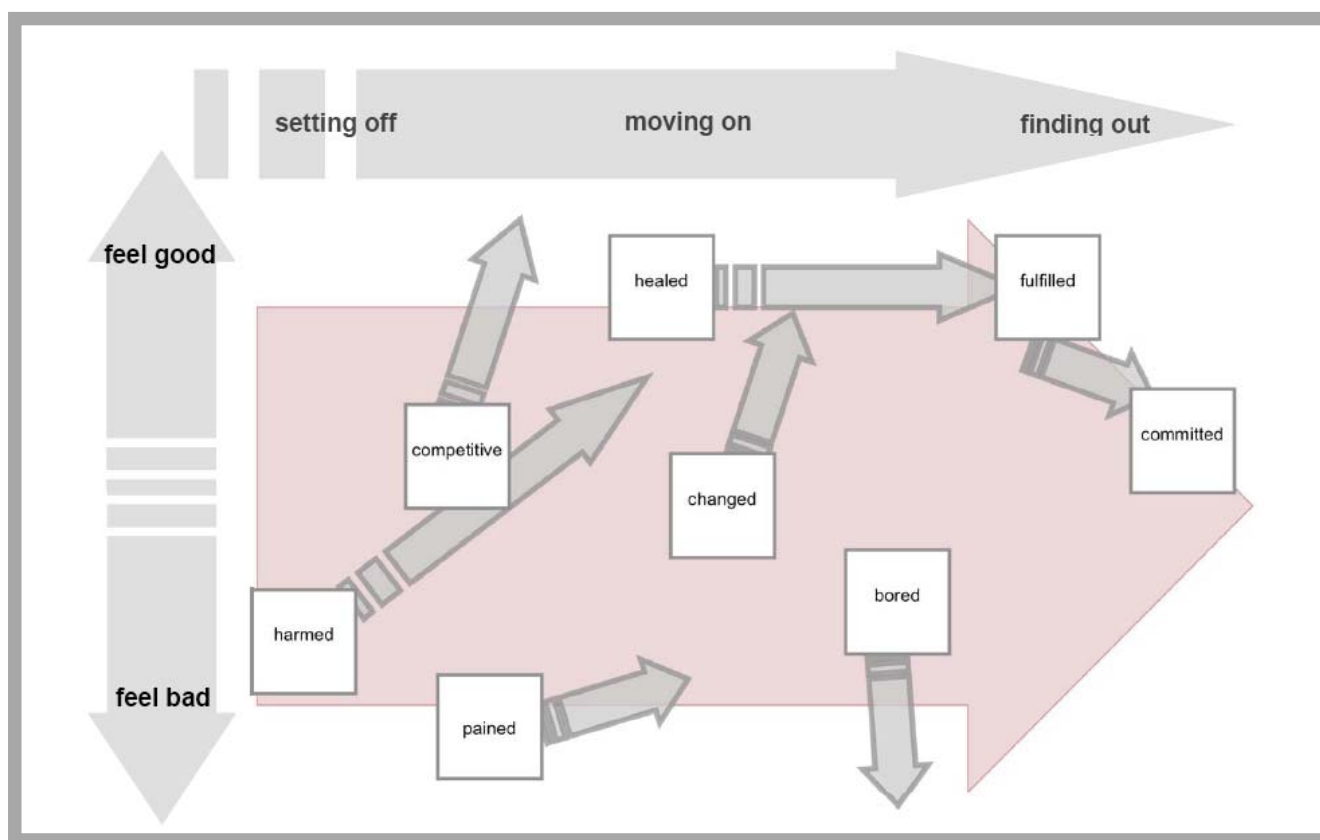 setting off
moving on
finding out
feel good
healed
fulfilled
competitive
committed
changed
bored
harmed
feel bad
pained